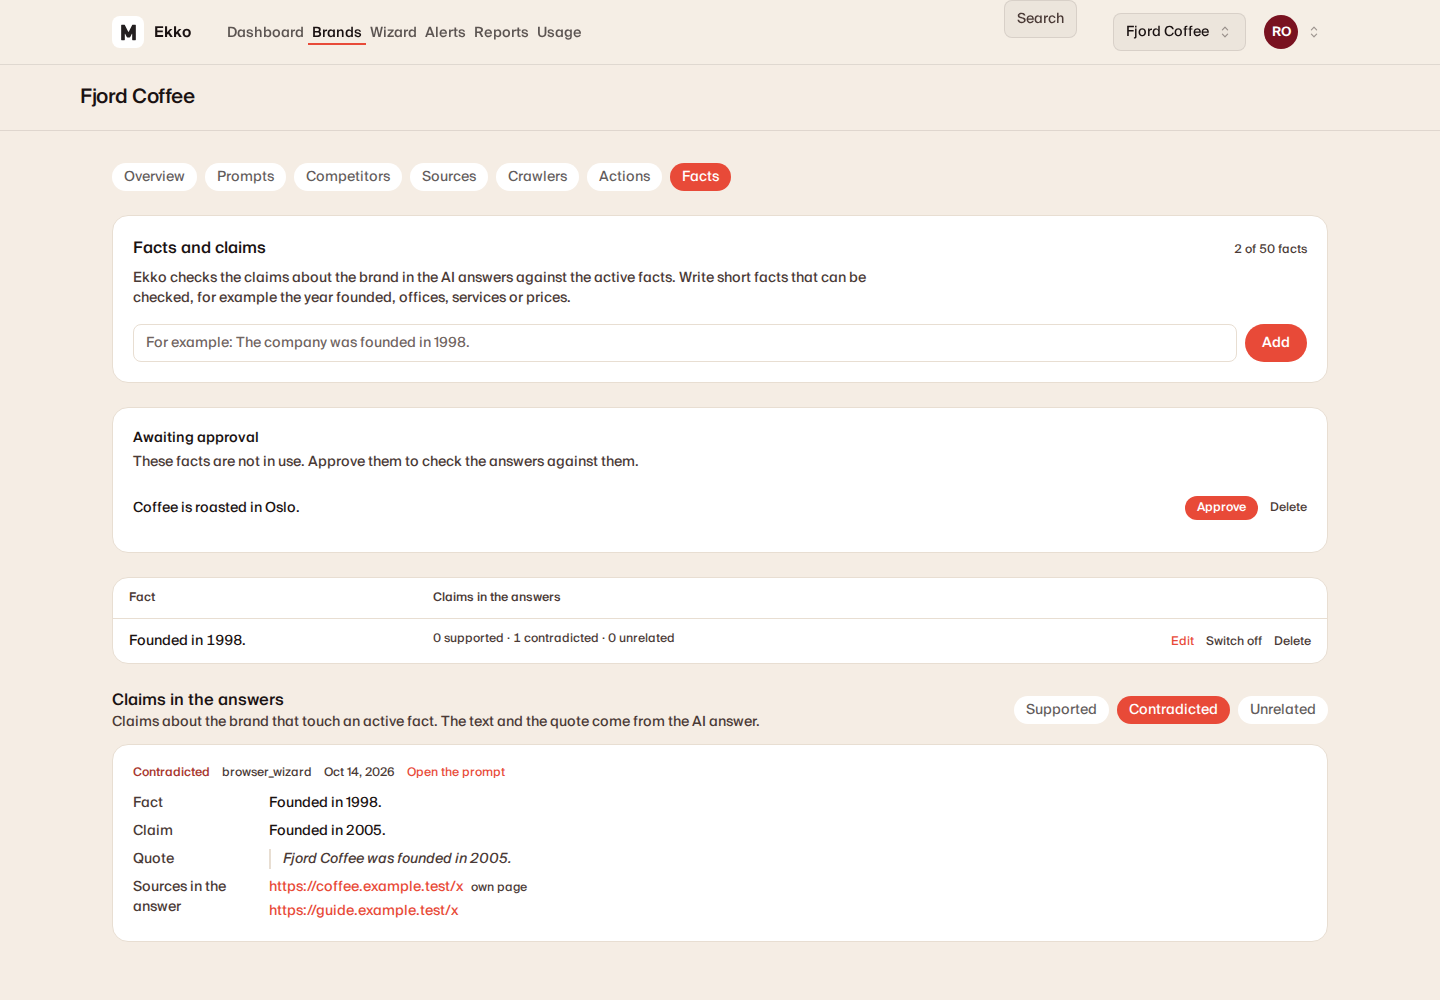 Ekko Dashboard Brands Wizard Alerts Reports Usage Search Fjord Coffee RO
Fjord Coffee
Overview Prompts Competitors Sources Crawlers Actions Facts
Facts and claims 2 of 50 facts
Ekko checks the claims about the brand in the AI answers against the active facts. Write short facts that can be
checked, for example the year founded, offices, services or prices.
For example: The company was founded in 1998. Add
Awaiting approval
These facts are not in use. Approve them to check the answers against them.
Coffee is roasted in Oslo. Approve Delete
Fact Claims in the answers
Founded in 1998. 0 supported · 1 contradicted · 0 unrelated Edit Switch off Delete
Claims in the answers
Claims about the brand that touch an active fact. The text and the quote come from the AI answer.
Supported Contradicted Unrelated
Contradicted browser_wizard Oct 14, 2026 Open the prompt
Fact Founded in 1998.
Claim Founded in 2005.
Quote Fjord Coffee was founded in 2005.
Sources in the answer https://coffee.example.test/x own page
https://guide.example.test/x